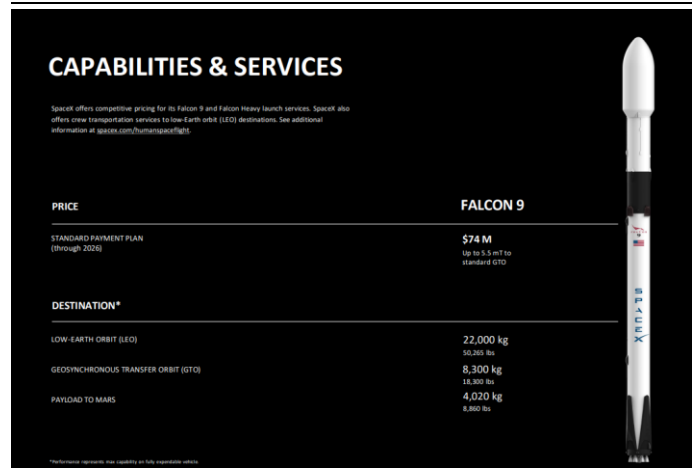 CAPABILITIES & SERVICES
SpaceX offers competitive pricing for its Falcon 9 and Falcon Heavy launch services. SpaceX also
offers crew transportation services to low-Earth orbit (LEO) destinations. See additional
information at spacex.com/humanspaceflight.
PRICE FALCON 9
STANDARD PAYMENT PLAN $74 M
(through 2026) Up to 5.5 mT to
standard GTO
DESTINATION*
LOW-EARTH ORBIT (LEO) 22,000 kg
50,265 lbs
GEOSYNCHRONOUS TRANSFER ORBIT (GTO) 8,300 kg
18,300 lbs
PAYLOAD TO MARS 4,020 kg
8,860 lbs
*Performance represents max capability on fully expendable vehicle
SPACEX